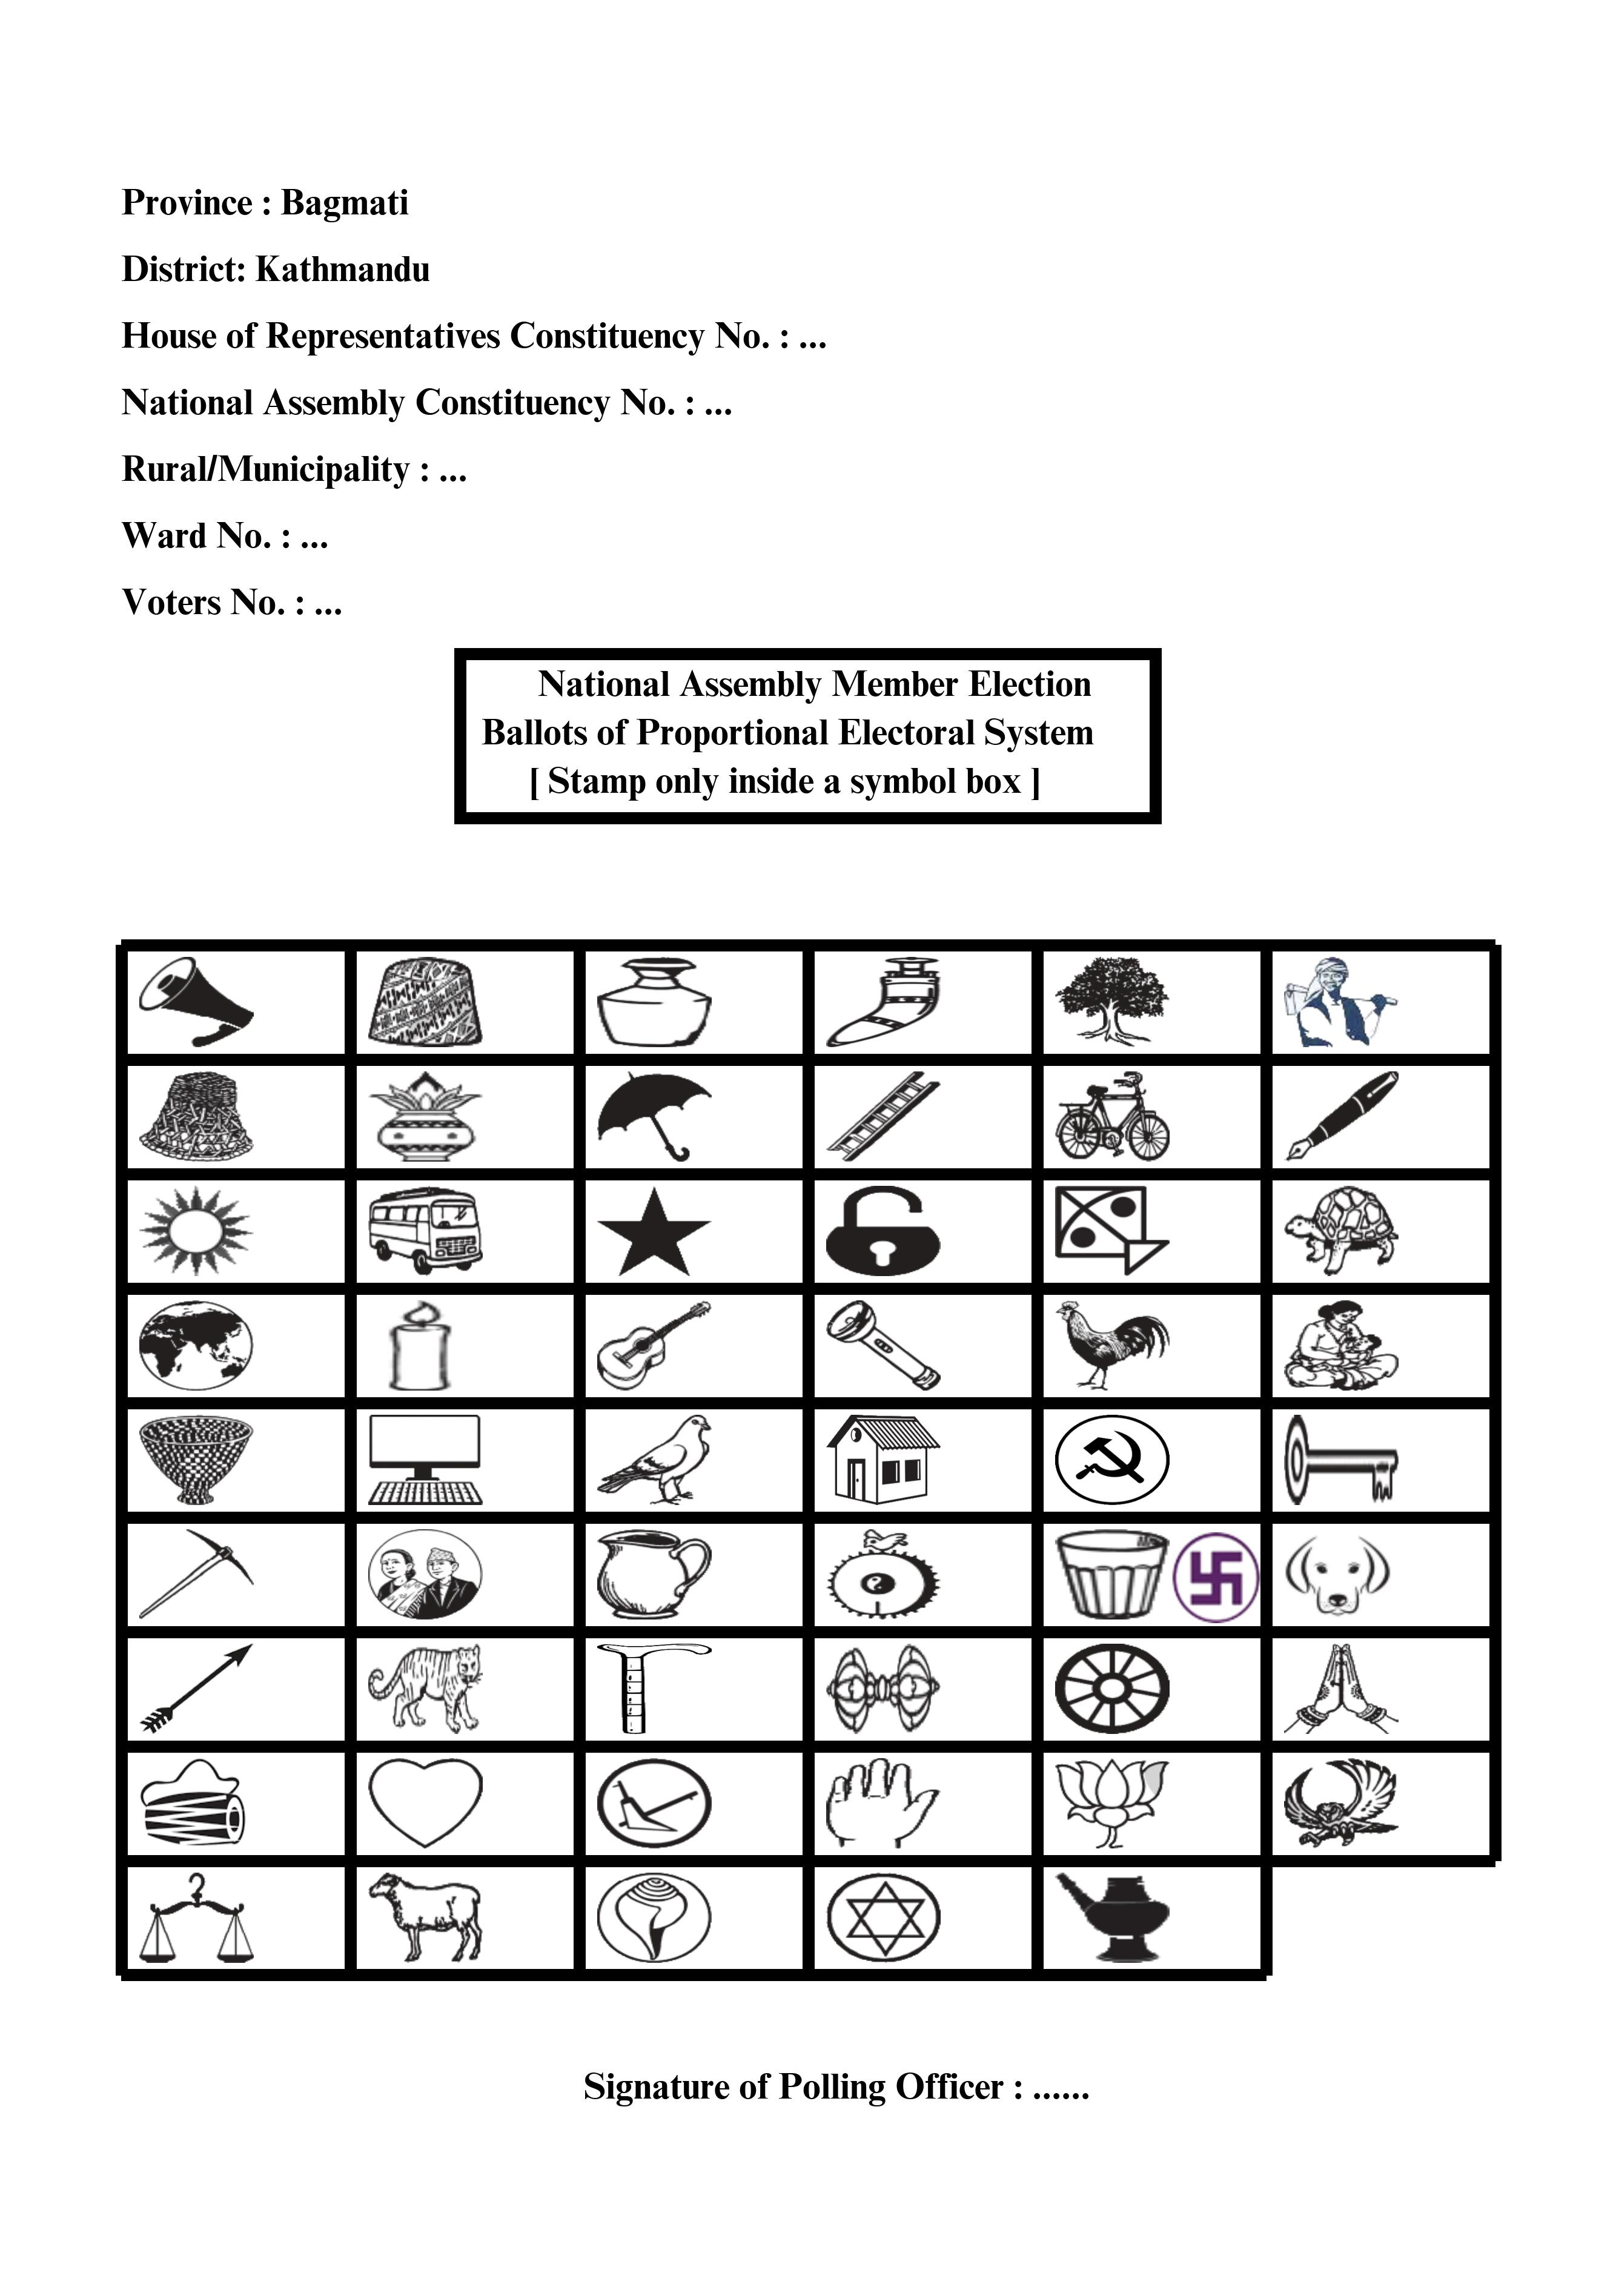 Province : Bagmati
District: Kathmandu
House of Representatives Constituency No. : ...
National Assembly Constituency No. : ...
Rural/Municipality : ...
Ward No. : ...
Voters No. : ...
National Assembly Member Election
Ballots of Proportional Electoral System
[ Stamp only inside a symbol box ]
Signature of Polling Officer : ......